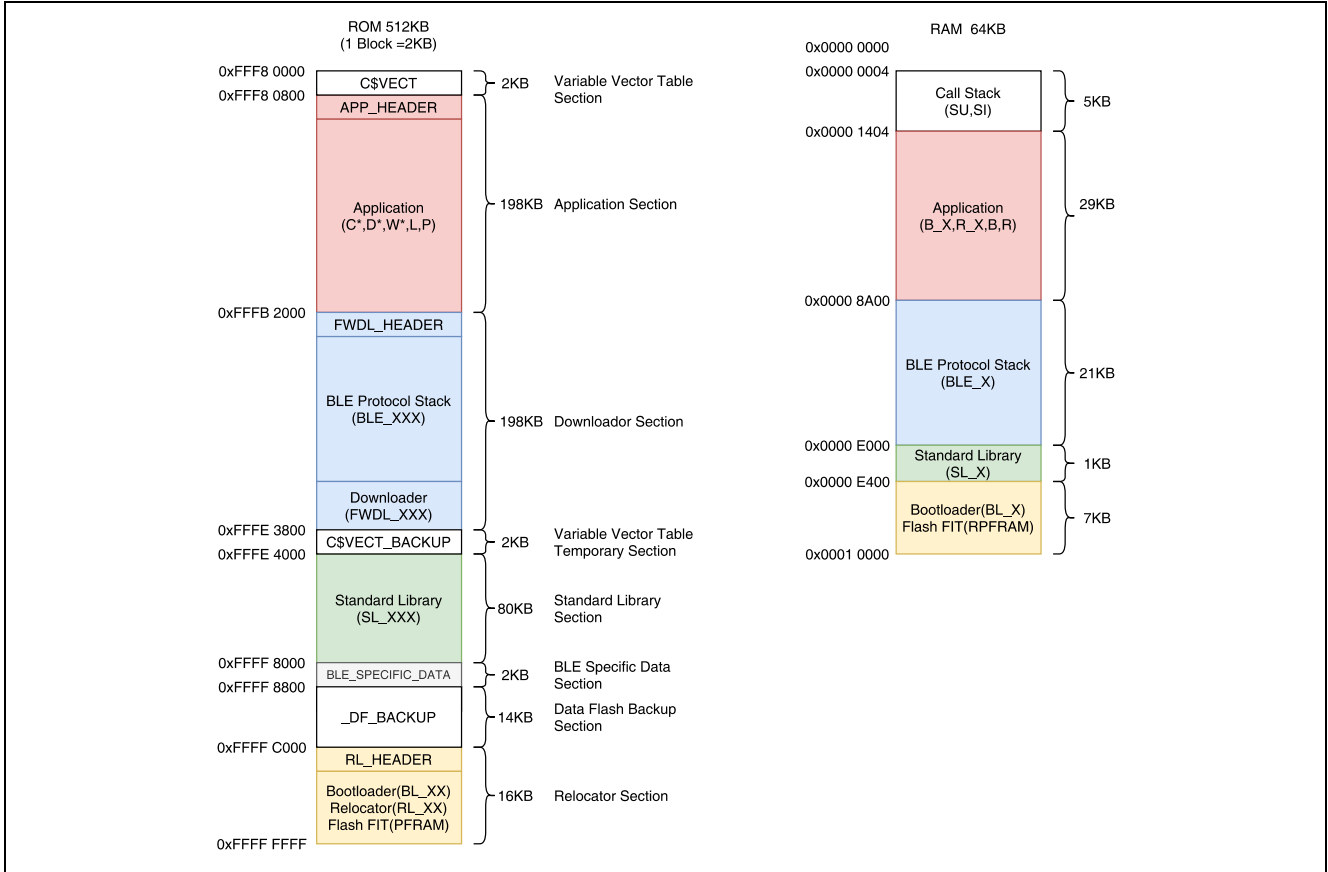 ROM 512KB
(1 Block =2KB)
0xFFF8 0000
C$VECT
2KB
Variable Vector Table
Section
0xFFF8 0800
APP_HEADER
Application
(C*,D*,W*,L,P)
198KB
Application Section
0xFFFB 2000
FWDL_HEADER
BLE Protocol Stack
(BLE_XXX)
198KB
Downloador Section
Downloader
(FWDL_XXX)
0xFFFE 3800
C$VECT_BACKUP
2KB
Variable Vector Table
Temporary Section
0xFFFE 4000
Standard Library
(SL_XXX)
80KB
Standard Library
Section
0xFFFF 8000
BLE_SPECIFIC_DATA
2KB
BLE Specific Data
Section
0xFFFF 8800
_DF_BACKUP
14KB
Data Flash Backup
Section
0xFFFF C000
RL_HEADER
Bootloader(BL_XX)
Relocator(RL_XX)
Flash FIT(PFRAM)
16KB
Relocator Section
0xFFFF FFFF
RAM 64KB
0x0000 0000
0x0000 0004
Call Stack
(SU,SI)
5KB
0x0000 1404
Application
(B_X,R_X,B,R)
29KB
0x0000 8A00
BLE Protocol Stack
(BLE_X)
21KB
0x0000 E000
Standard Library
(SL_X)
1KB
0x0000 E400
Bootloader(BL_X)
Flash FIT(RPFRAM)
7KB
0x0001 0000